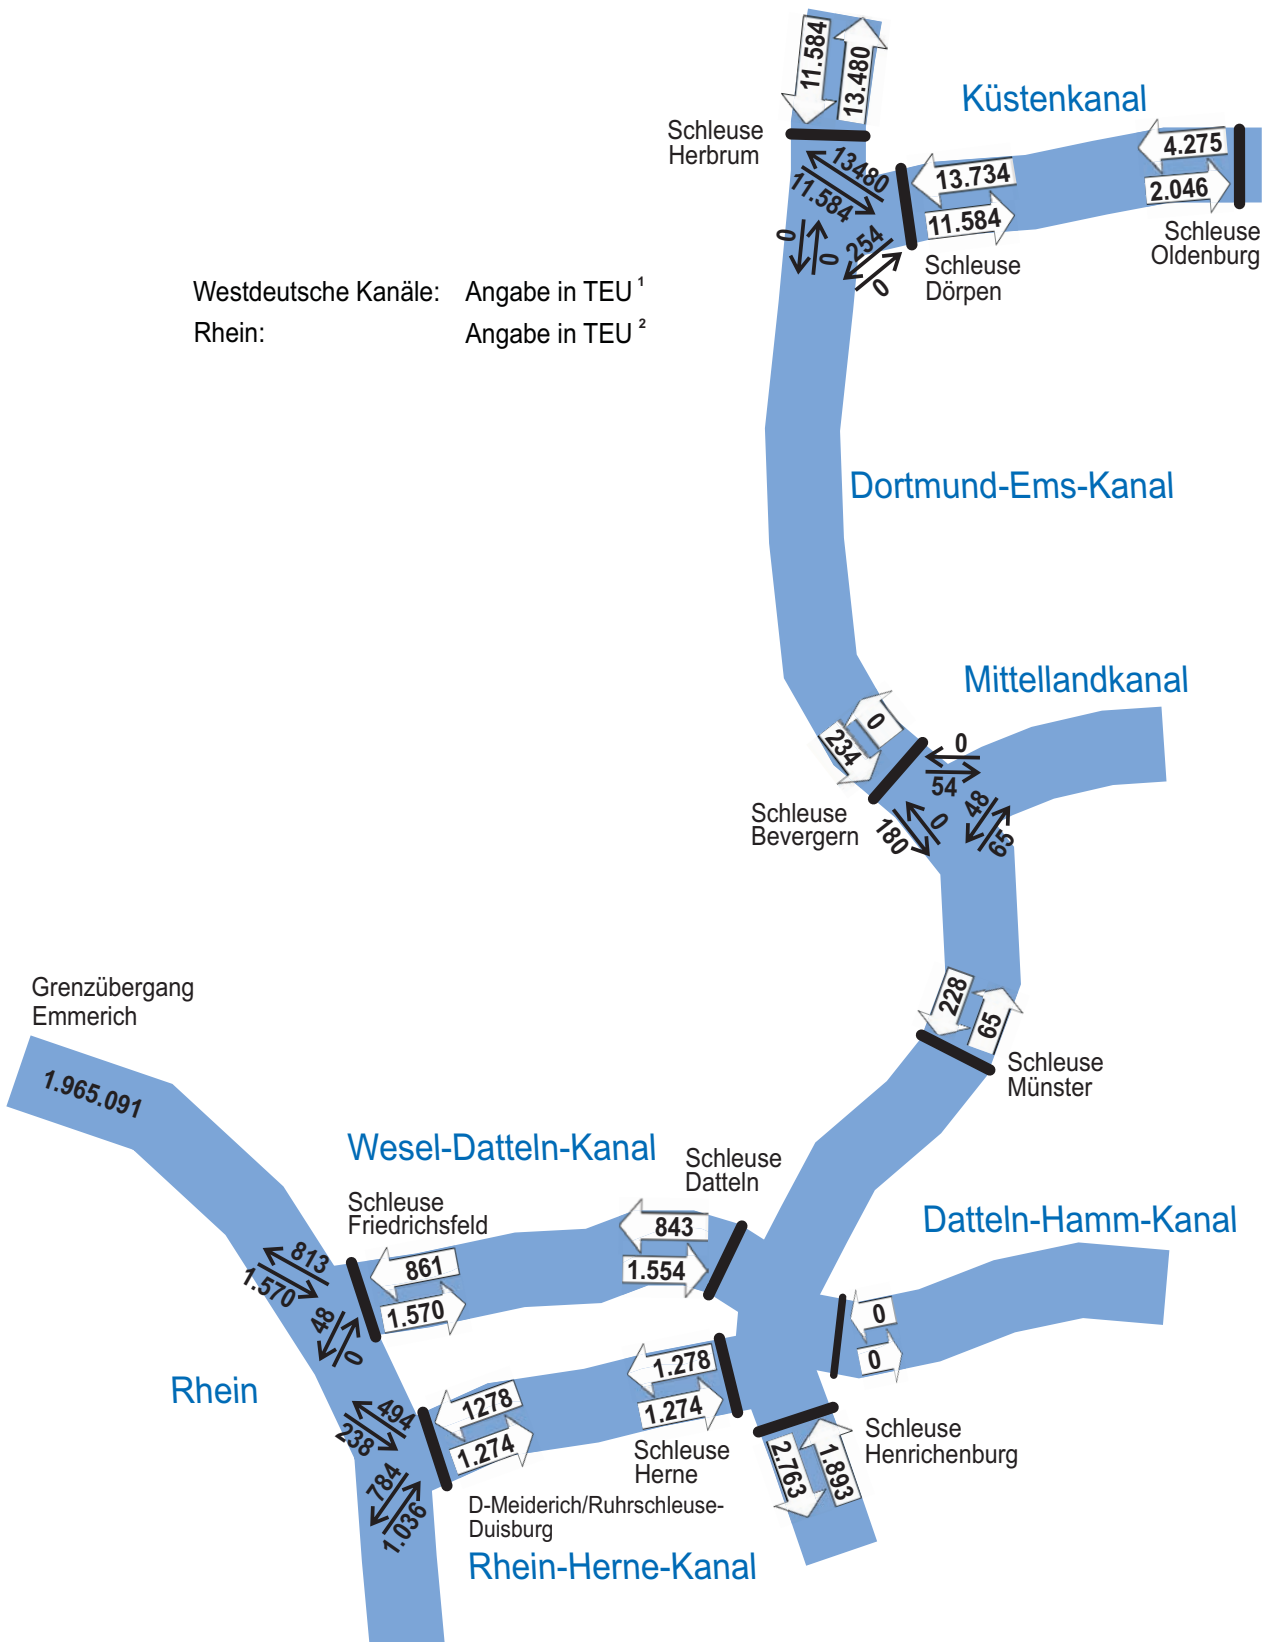 11.584
13.480
Küstenkanal
Schleuse
Herbrum
4.275
2.046
13480
11.584
13.734
11.584
0
0
254
0
Schleuse
Oldenburg
Schleuse
Dörpen
Westdeutsche Kanäle: Angabe in TEU 1
Rhein: Angabe in TEU 2
Dortmund-Ems-Kanal
Mittellandkanal
0
234
0
54
48
65
0
180
Schleuse
Bevergern
228
65
Grenzübergang
Emmerich
1.965.091
Schleuse
Münster
Wesel-Datteln-Kanal
Schleuse
Datteln
Schleuse
Friedrichsfeld
Datteln-Hamm-Kanal
843
1.554
813
1.570
861
1.570
48
0
0
0
1.278
1.274
Rhein
494
238
1278
1.274
Schleuse
Herne
Schleuse
Henrichenburg
2.763
1.893
784
1.036
D-Meiderich/Ruhrschleuse-
Duisburg
Rhein-Herne-Kanal